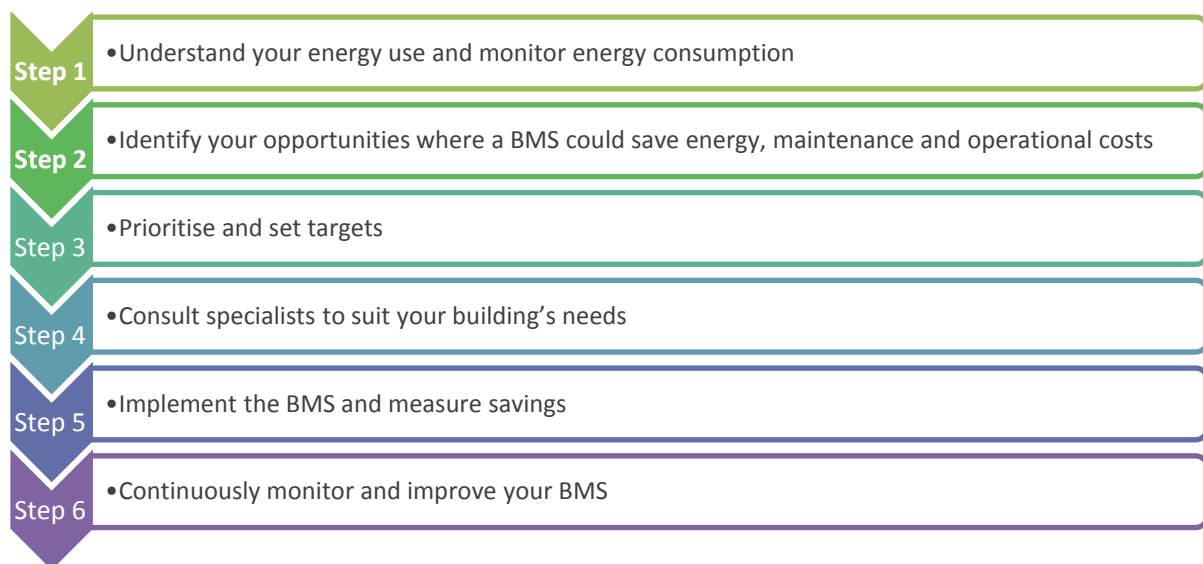 Step 1
•Understand your energy use and monitor energy consumption
Step 2
•Identify your opportunities where a BMS could save energy, maintenance and operational costs
Step 3
•Prioritise and set targets
Step 4
•Consult specialists to suit your building’s needs
Step 5
•Implement the BMS and measure savings
Step 6
•Continuously monitor and improve your BMS